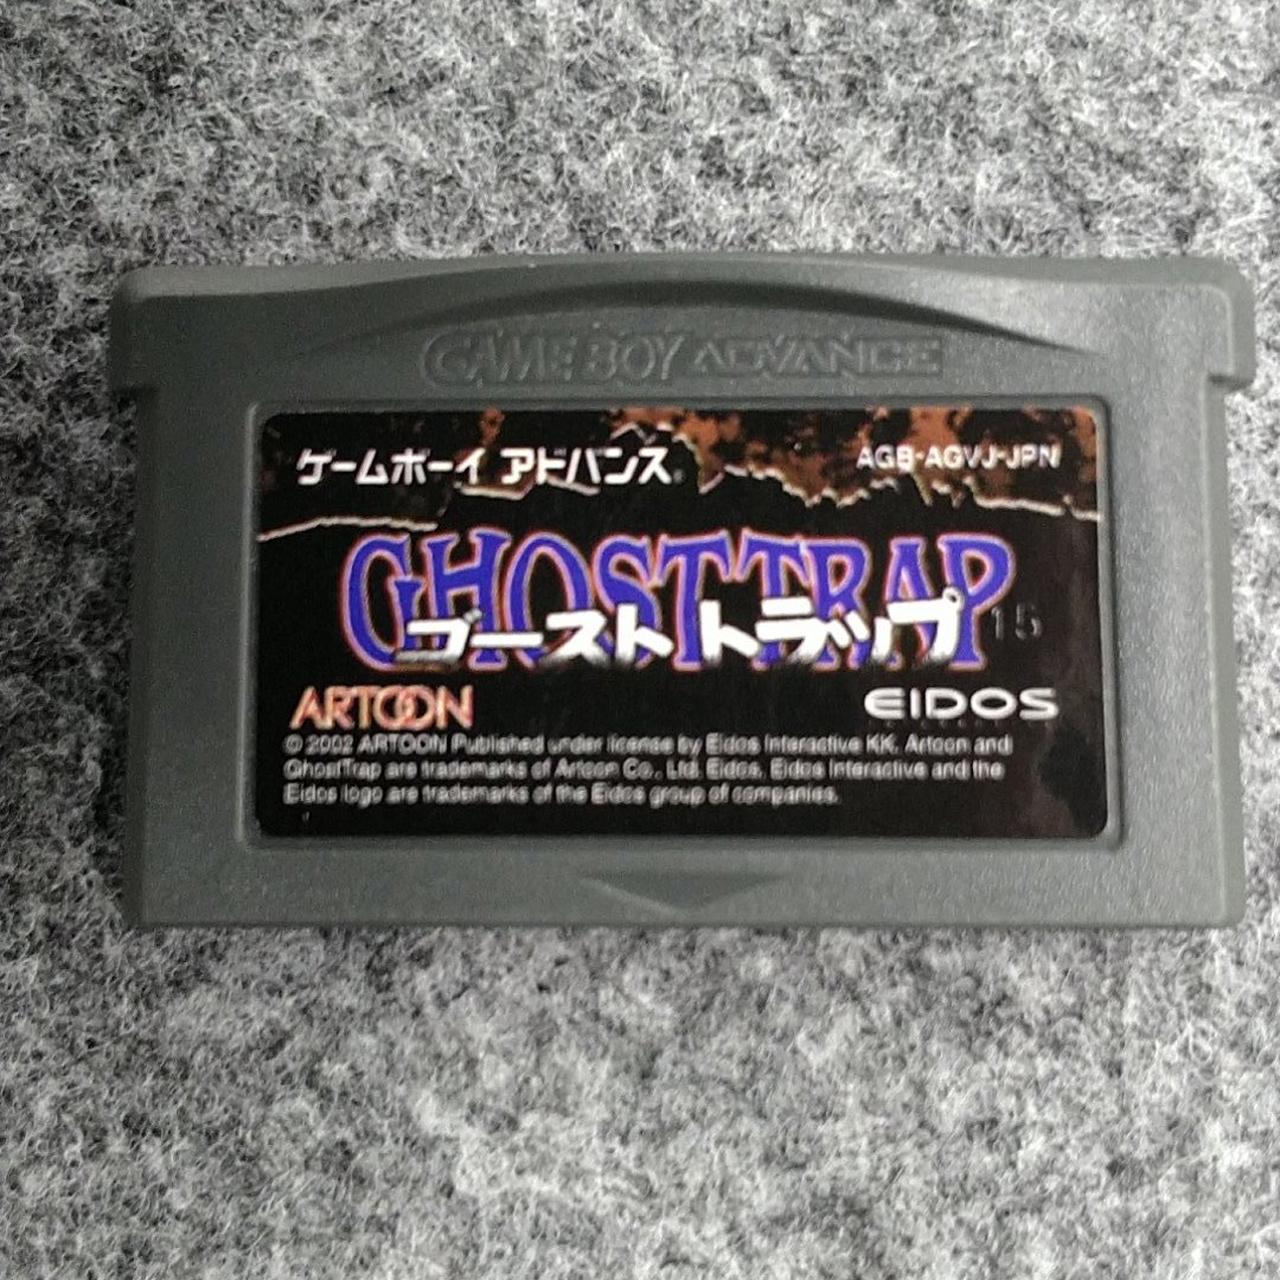 GAME BOY ADVANCE
ゲームボーイ アドバンス
AGB-AGVJ-JPN
GHOST TRAP
ゴースト トラップ
15
ARTOON
EIDOS
© 2002 ARTOON Published under license by Eidos Interactive KK. Artoon and
GhostTrap are trademarks of Artoon Co., Ltd. Eidos, Eidos Interactive and the
Eidos logo are trademarks of the Eidos group of companies.